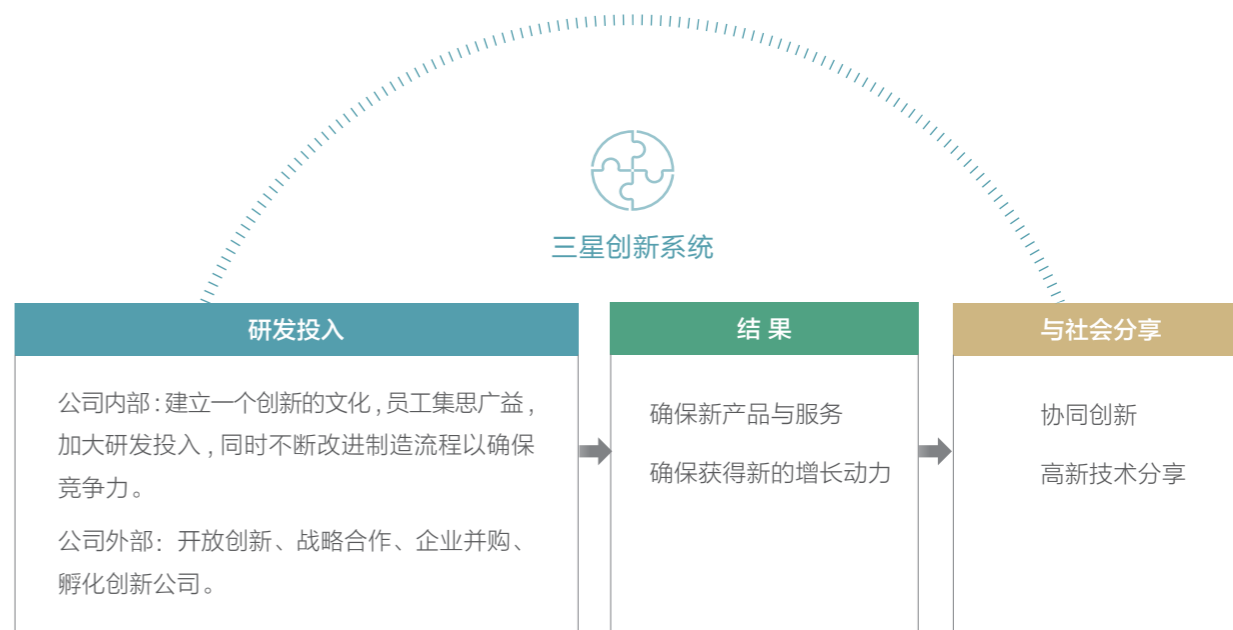 三星创新系统
研发投入
公司内部：建立一个创新的文化，员工集思广益，
加大研发投入，同时不断改进制造流程以确保
竞争力。
公司外部：开放创新、战略合作、企业并购、
孵化创新公司。
结 果
确保新产品与服务
确保获得新的增长动力
与社会分享
协同创新
高新技术分享